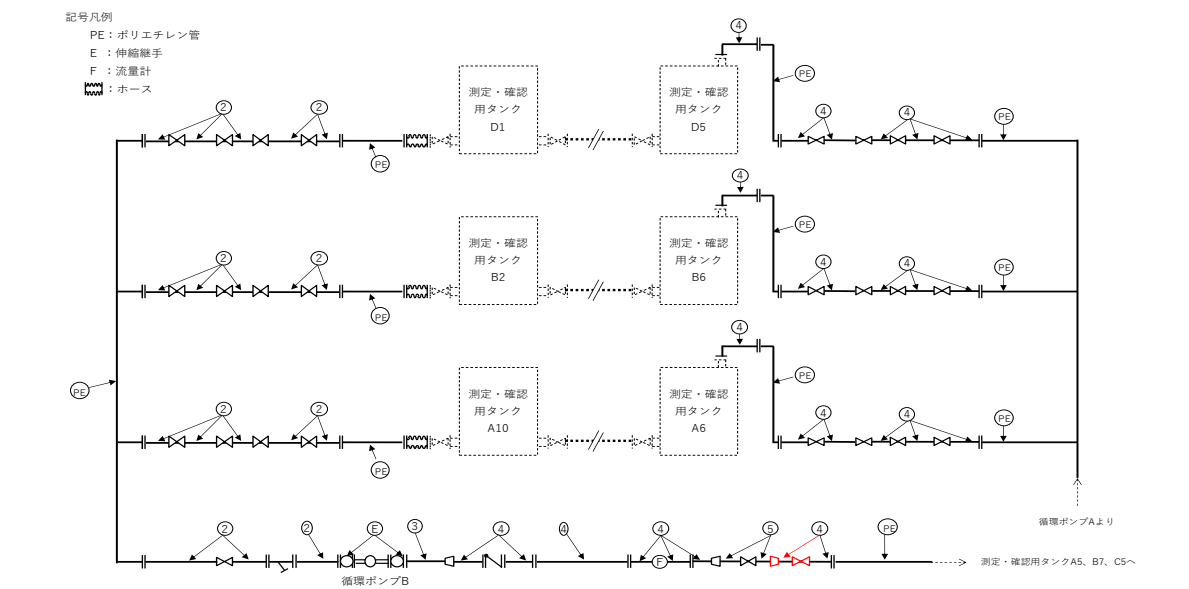 記号凡例
PE：ポリエチレン管
E ：伸縮継手
F ：流量計
：ホース
4
測定・確認
用タンク
D1
測定・確認
用タンク
D5
PE
2
2
4
4
PE
PE
4
測定・確認
用タンク
B2
測定・確認
用タンク
B6
PE
2
2
4
4
PE
PE
4
測定・確認
用タンク
A10
測定・確認
用タンク
A6
PE
PE
2
2
4
4
PE
PE
循環ポンプAより
2
2
E
3
4
4
4
5
4
PE
F
循環ポンプB
測定・確認用タンクA5、B7、C5へ